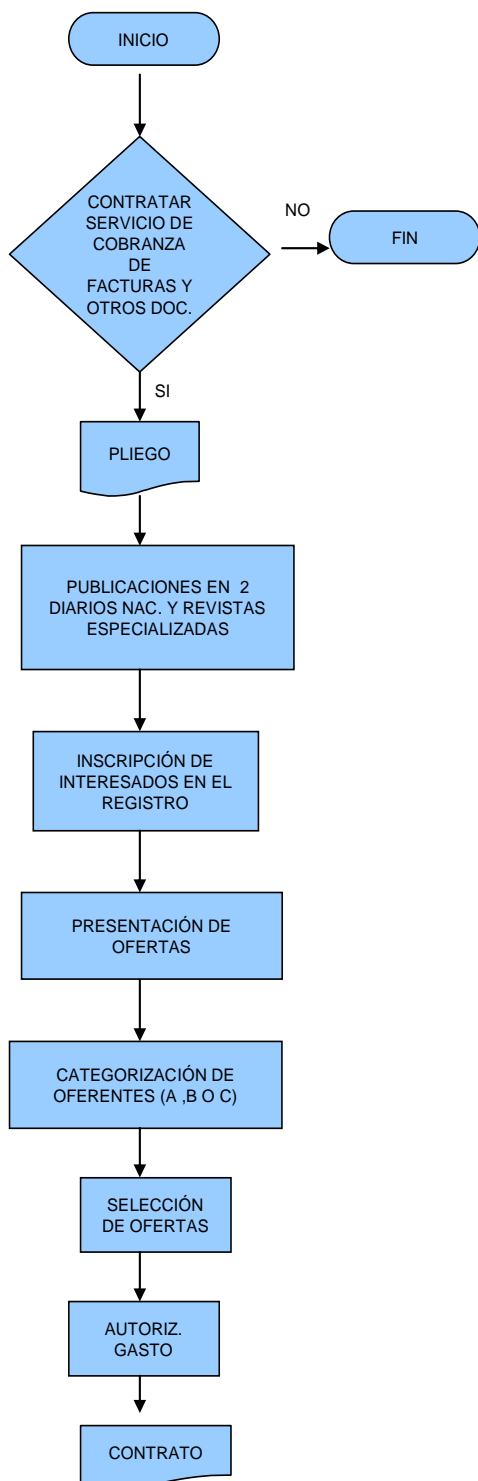 INICIO
CONTRATAR
SERVICIO DE
COBRANZA
DE
FACTURAS Y
OTROS DOC.
NO
FIN
SI
PLIEGO
PUBLICACIONES EN  2
DIARIOS NAC. Y REVISTAS
ESPECIALIZADAS
INSCRIPCIÓN DE
INTERESADOS EN EL
REGISTRO
PRESENTACIÓN DE
OFERTAS
CATEGORIZACIÓN DE
OFERENTES (A ,B O C)
SELECCIÓN
DE OFERTAS
AUTORIZ.
GASTO
CONTRATO